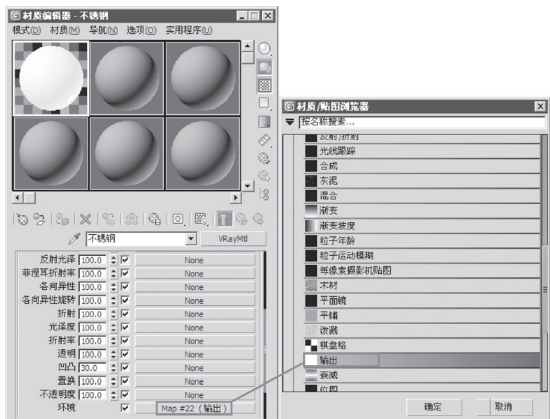 材质编辑器 - 不锈钢
模式(D) 材质(M) 导航(N) 选项(O) 实用程序(U)
不锈钢 VRayMtl
反射光泽 100.0 None
菲涅耳折射率 100.0 None
各向异性 100.0 None
各向异性旋转 100.0 None
折射 100.0 None
光泽度 100.0 None
折射率 100.0 None
透明 100.0 None
凹凸 30.0 None
置换 100.0 None
不透明度 100.0 None
环境 Map #22 (输出)
材质/贴图浏览器
按名称搜索...
反射/折射
光线跟踪
合成
灰泥
混合
渐变
渐变坡度
粒子年龄
粒子运动模糊
每像素摄影机贴图
木材
平面镜
平铺
泼溅
棋盘格
输出
衰减
位图
确定 取消